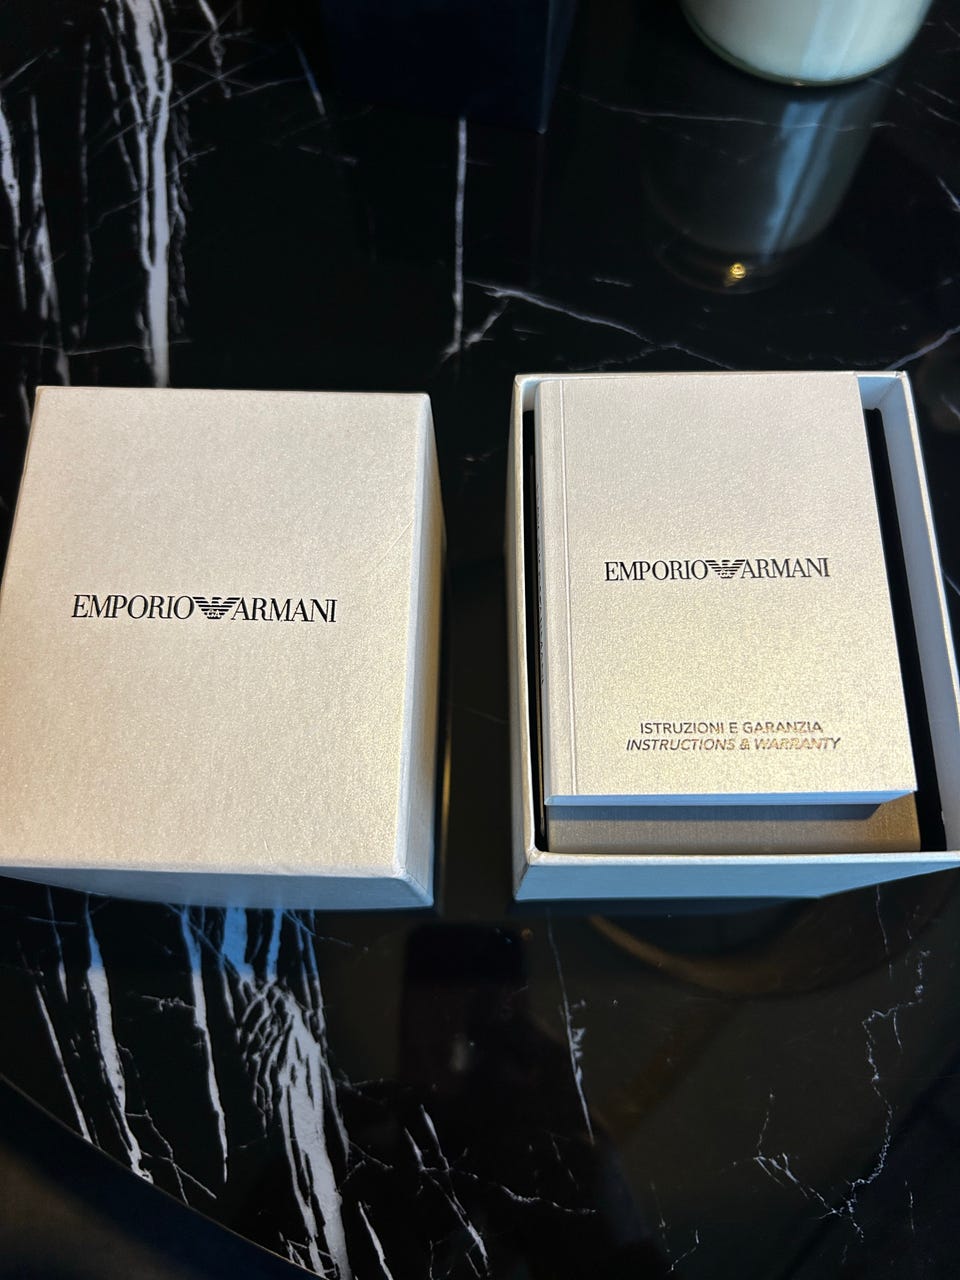 EMPORIO ARMANI
EMPORIO ARMANI
ISTRUZIONI E GARANZIA
INSTRUCTIONS & WARRANTY